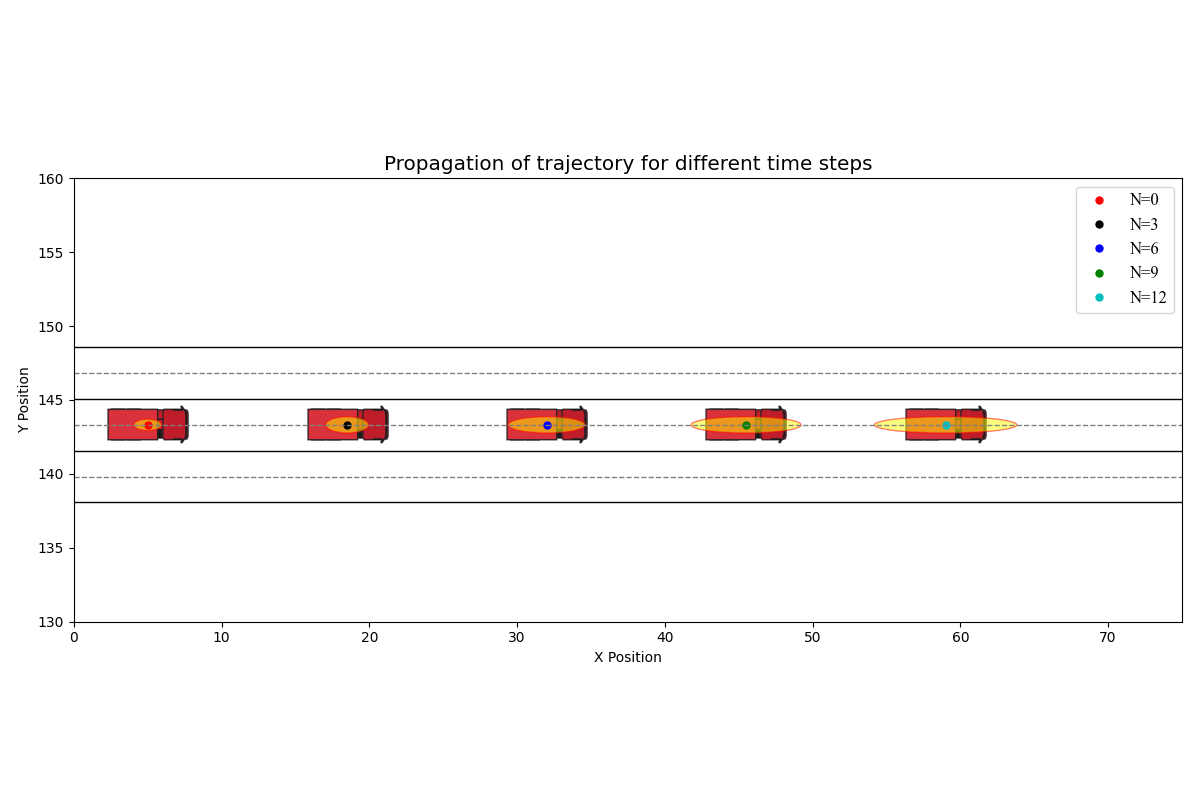 Propagation of trajectory for different time steps
160
155
150
145
140
135
130
Y Position
0 10 20 30 40 50 60 70
X Position
N=0
N=3
N=6
N=9
N=12